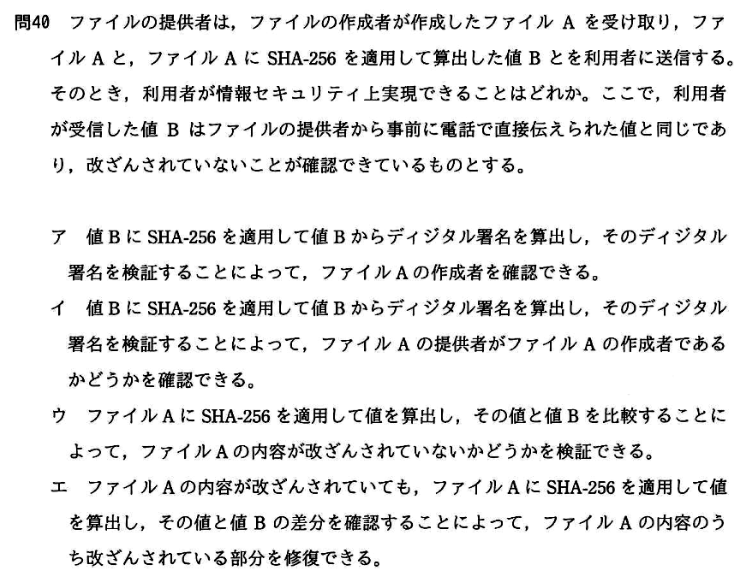 問40 ファイルの提供者は，ファイルの作成者が作成したファイル A を受け取り，ファ
イル A と，ファイル A に SHA-256 を適用して算出した値 B とを利用者に送信する。
そのとき，利用者が情報セキュリティ上実現できることはどれか。ここで，利用者
が受信した値 B はファイルの提供者から事前に電話で直接伝えられた値と同じであ
り，改ざんされていないことが確認できているものとする。
ア 値 B に SHA-256 を適用して値 B からディジタル署名を算出し，そのディジタル
署名を検証することによって，ファイル A の作成者を確認できる。
イ 値 B に SHA-256 を適用して値 B からディジタル署名を算出し，そのディジタル
署名を検証することによって，ファイル A の提供者がファイル A の作成者である
かどうかを確認できる。
ウ ファイル A に SHA-256 を適用して値を算出し，その値と値 B を比較することに
よって，ファイル A の内容が改ざんされていないかどうかを検証できる。
エ ファイル A の内容が改ざんされていても，ファイル A に SHA-256 を適用して値
を算出し，その値と値 B の差分を確認することによって，ファイル A の内容のう
ち改ざんされている部分を修復できる。